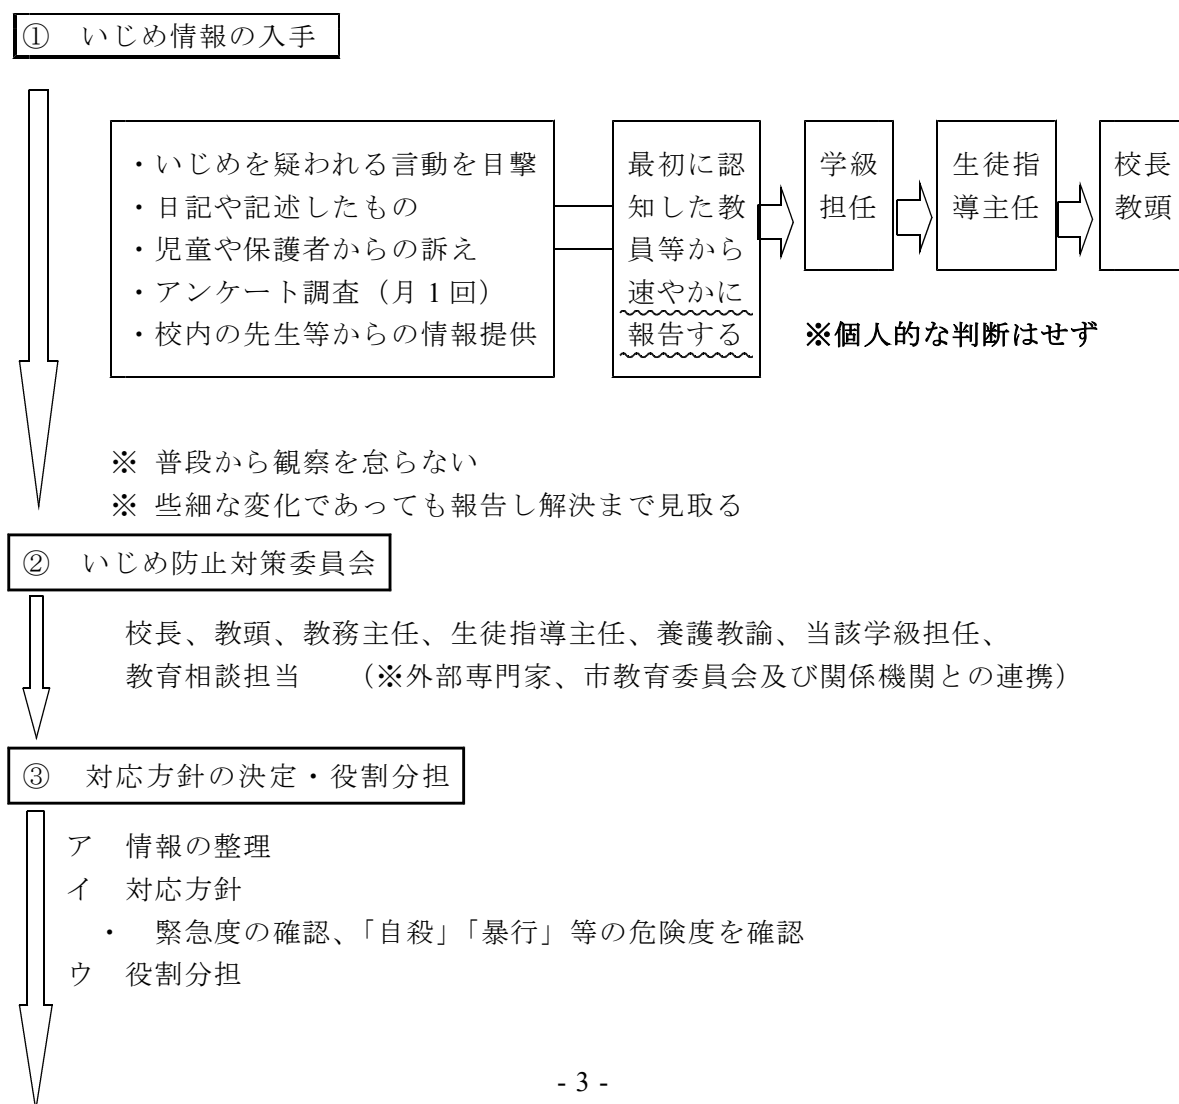 ① いじめ情報の入手
・いじめを疑われる言動を目撃
・日記や記述したもの
・児童や保護者からの訴え
・アンケート調査（月1回）
・校内の先生等からの情報提供
最初に認
知した教
員等から
速やかに
報告する
学級
担任
生徒指
導主任
校長
教頭
※個人的な判断はせず
※ 普段から観察を怠らない
※ 些細な変化であっても報告し解決まで見取る
② いじめ防止対策委員会
校長、教頭、教務主任、生徒指導主任、養護教諭、当該学級担任、
教育相談担当 （※外部専門家、市教育委員会及び関係機関との連携）
③ 対応方針の決定・役割分担
ア 情報の整理
イ 対応方針
・ 緊急度の確認、「自殺」「暴行」等の危険度を確認
ウ 役割分担
- 3 -